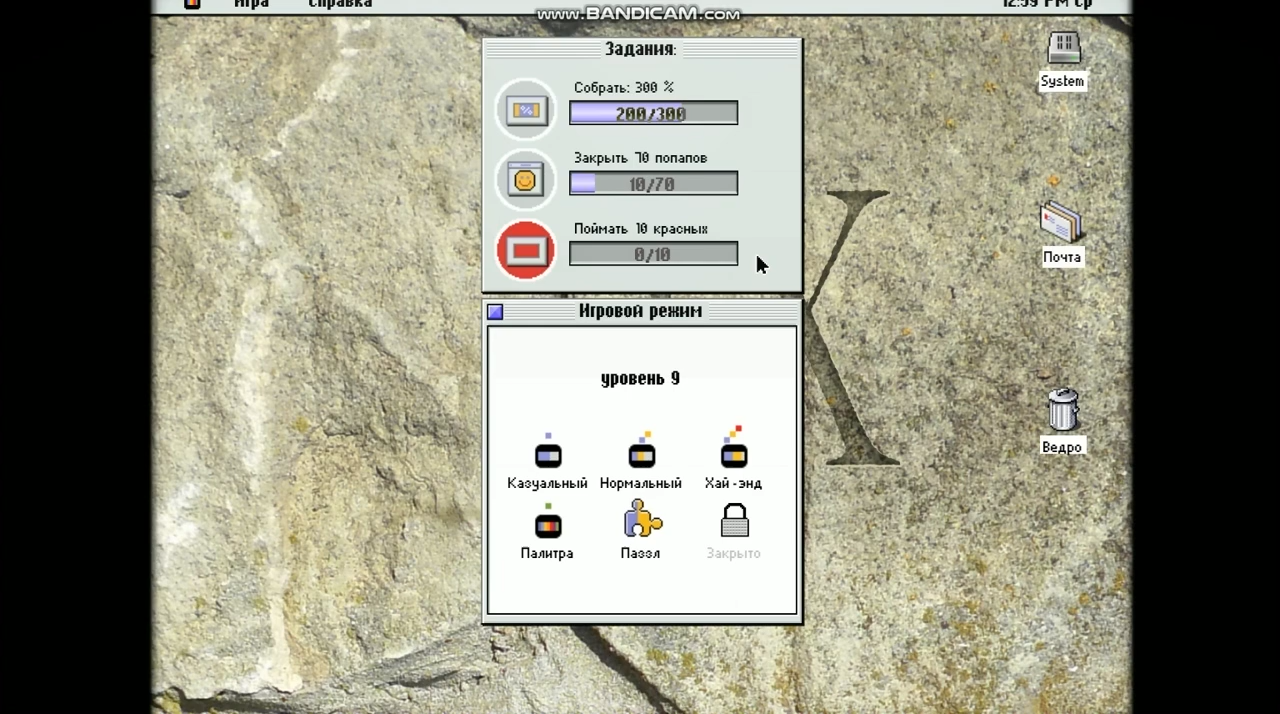 Игра Справка
12:59 PM Ср
www.BANDICAM.com
Задания:
Собрать: 300 %
200/300
Закрыть 70 попапов
10/70
Поймать 10 красных
0/10
System
Почта
Ведро
Игровой режим
уровень 9
Казуальный Нормальный Хай-энд
Палитра Паззл Закрыто